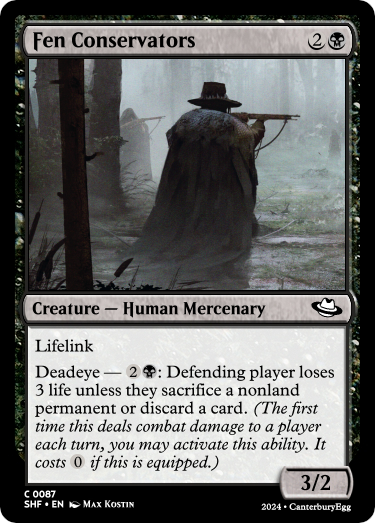 Fen Conservators 2
Creature — Human Mercenary
Lifelink
Deadeye — 2: Defending player loses
3 life unless they sacrifice a nonland
permanent or discard a card. (The first
time this deals combat damage to a player
each turn, you may activate this ability. It
costs 0 if this is equipped.)
3/2
C 0087
SHF • EN Max Kostin
2024 • CanterburyEgg